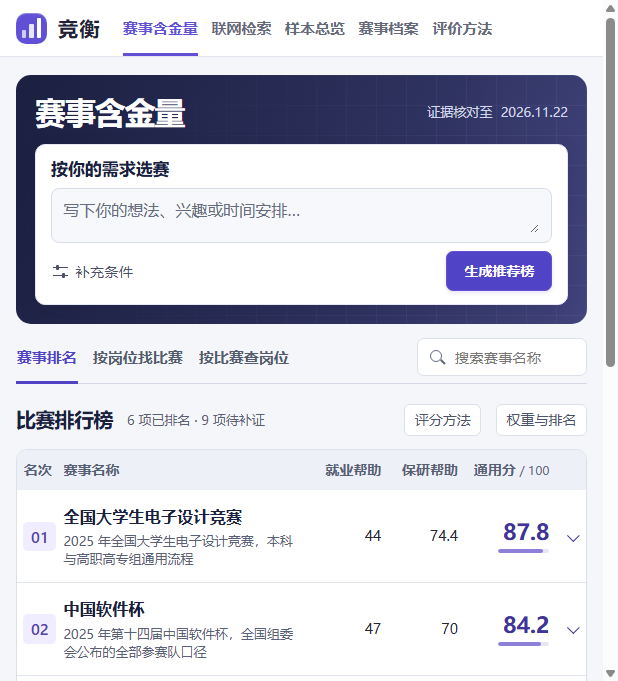 竞衡
赛事含金量 联网检索 样本总览 赛事档案 评价方法
赛事含金量
证据核对至 2026.11.22
按你的需求选赛
写下你的想法、兴趣或时间安排...
补充条件
生成推荐榜
赛事排名 按岗位找比赛 按比赛查岗位
搜索赛事名称
比赛排行榜 6 项已排名 · 9 项待补证
评分方法 权重与排名
名次 赛事名称 就业帮助 保研帮助 通用分 / 100
全国大学生电子设计竞赛
01 44 74.4 87.8
2025 年全国大学生电子设计竞赛，本科
与高职高专组通用流程
中国软件杯
02 47 70 84.2
2025 年第十四届中国软件杯，全国组委
会公布的全部参赛队口径